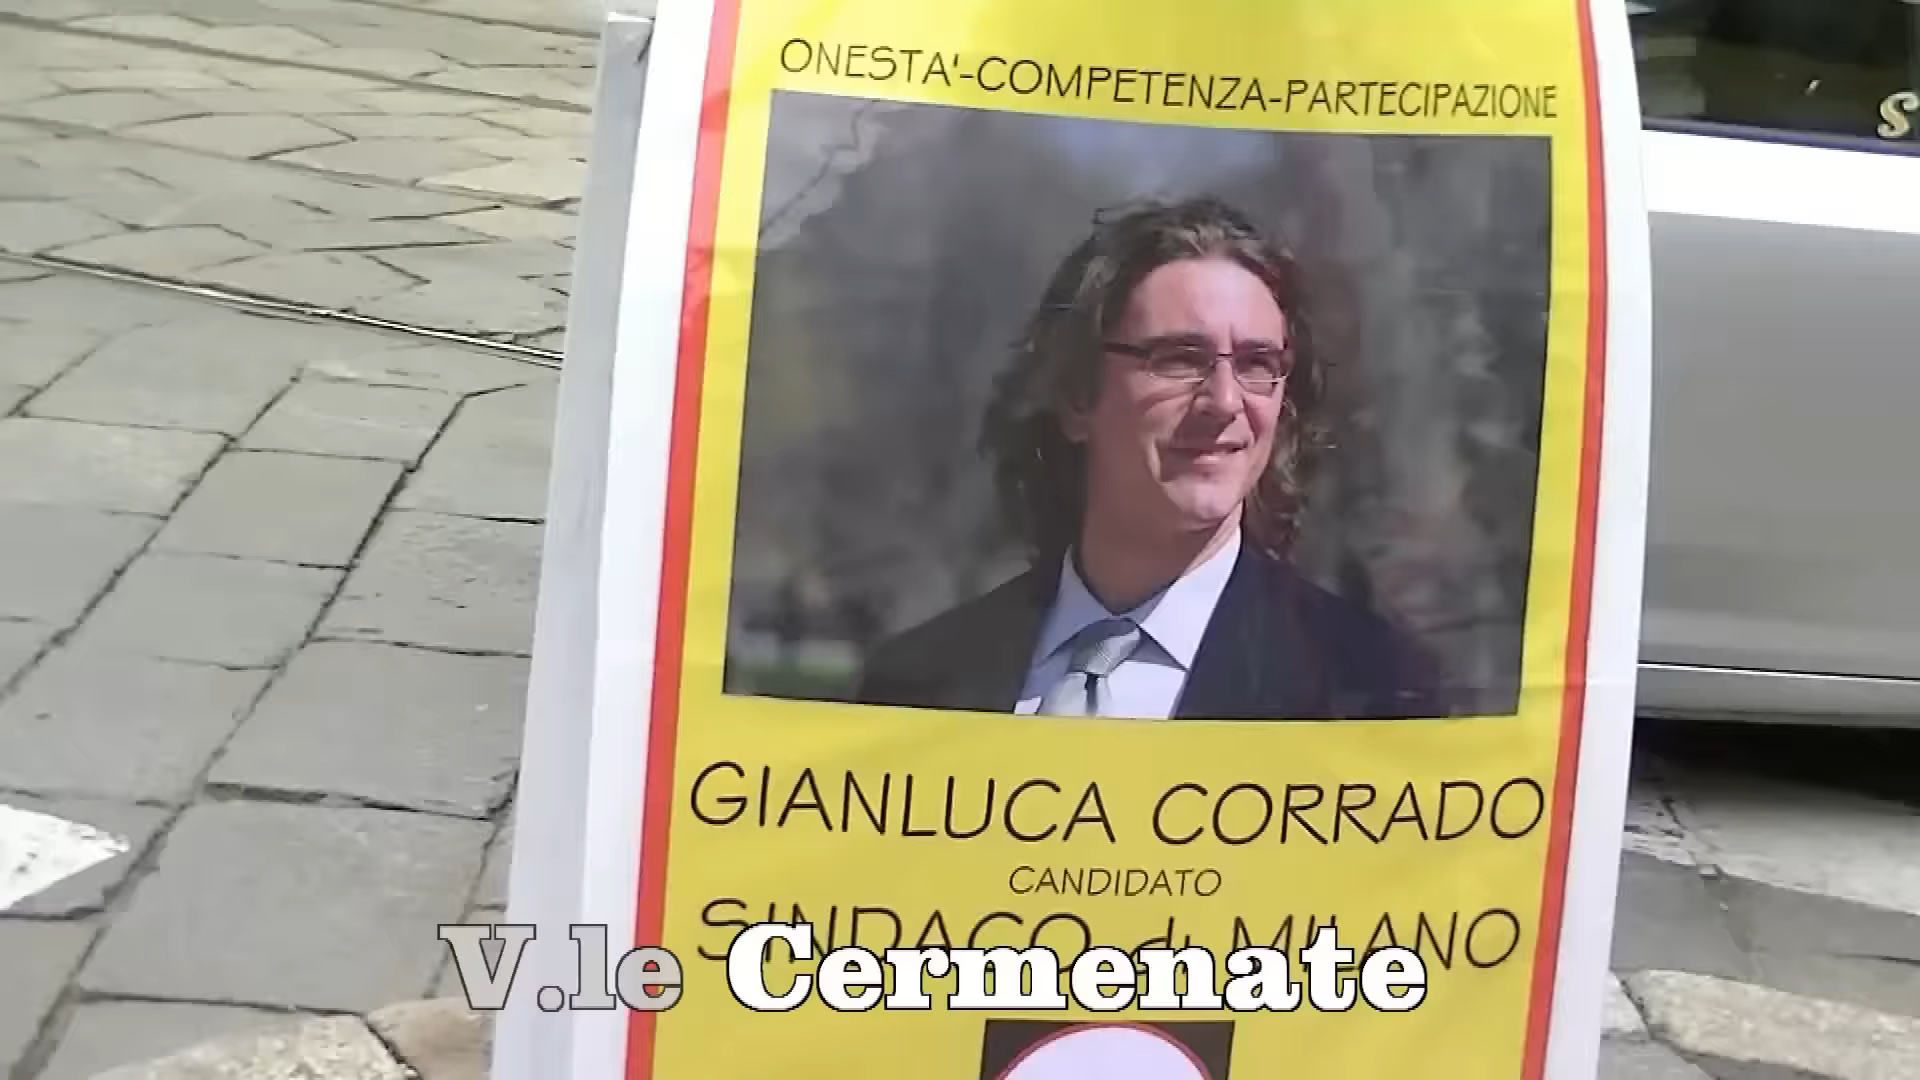 ONESTA'-COMPETENZA-PARTECIPAZIONE
S
GIANLUCA CORRADO
CANDIDATO
SINDACO di MILANO
V.le Cermenate